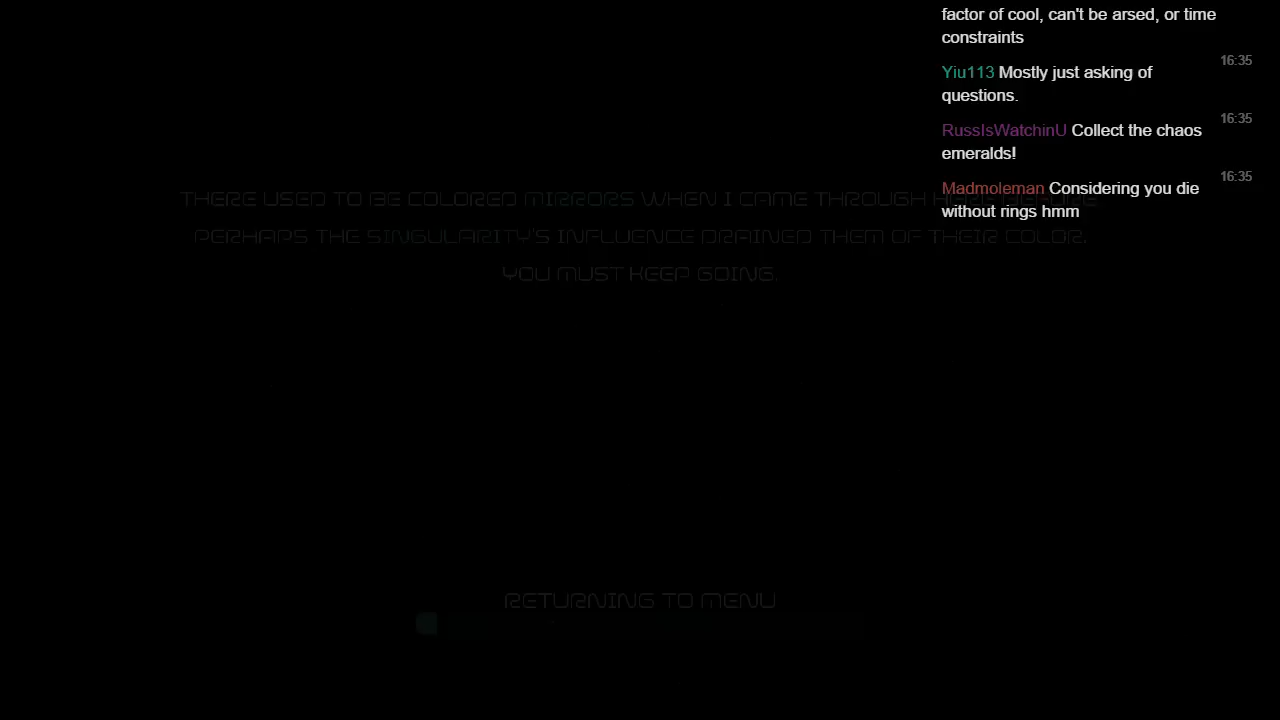 factor of cool, can't be arsed, or time
constraints
16:35
Yiu113 Mostly just asking of
questions.
16:35
RussIsWatchinU Collect the chaos
emeralds!
16:35
Madmoleman Considering you die
without rings hmm
THERE USED TO BE COLORED MIRRORS WHEN I CAME THROUGH HERE BEFORE
PERHAPS THE SINGULARITY'S INFLUENCE DRAINED THEM OF THEIR COLOR.
YOU MUST KEEP GOING.
RETURNING TO MENU